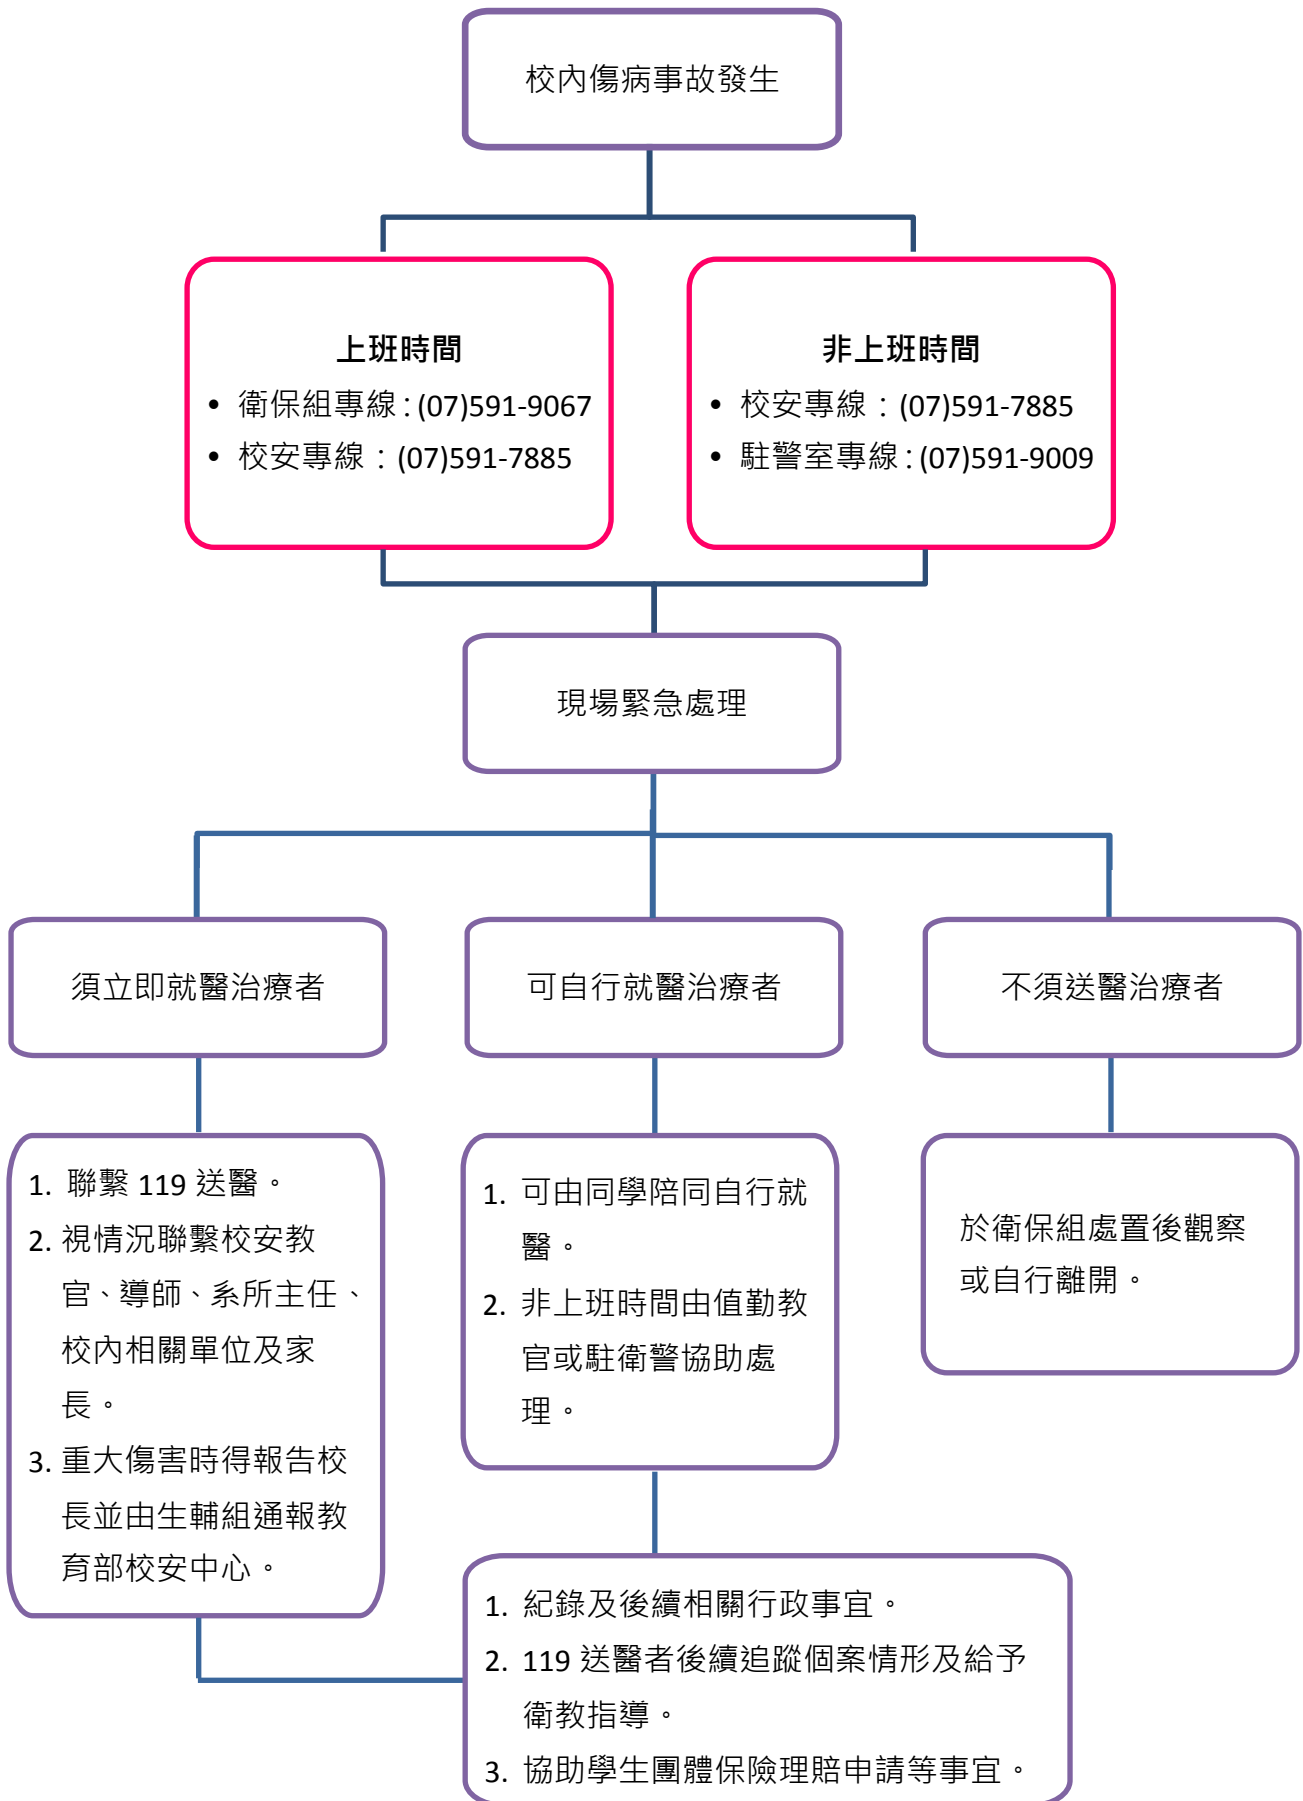 校內傷病事故發生
上班時間
• 衛保組專線:(07)591-9067
• 校安專線：(07)591-7885
非上班時間
• 校安專線：(07)591-7885
• 駐警室專線:(07)591-9009
現場緊急處理
須立即就醫治療者
可自行就醫治療者
不須送醫治療者
1. 聯繫 119 送醫。
2. 視情況聯繫校安教
官、導師、系所主任、
校內相關單位及家
長。
3. 重大傷害時得報告校
長並由生輔組通報教
育部校安中心。
1. 可由同學陪同自行就
醫。
2. 非上班時間由值勤教
官或駐衛警協助處
理。
於衛保組處置後觀察
或自行離開。
1. 紀錄及後續相關行政事宜。
2. 119 送醫者後續追蹤個案情形及給予
衛教指導。
3. 協助學生團體保險理賠申請等事宜。